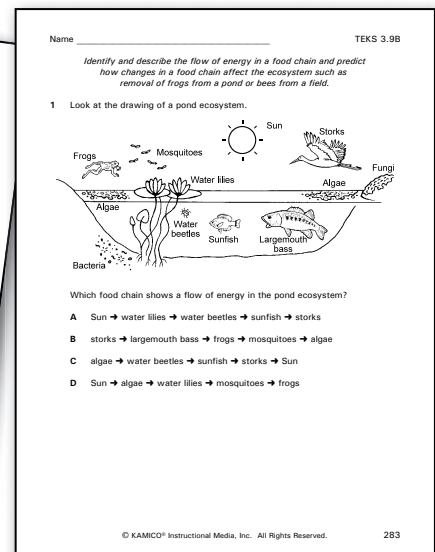 Name ________________________ TEKS 3.9B
Identify and describe the flow of energy in a food chain and predict
how changes in a food chain affect the ecosystem such as
removal of frogs from a pond or bees from a field.
1 Look at the drawing of a pond ecosystem.
Sun
Storks
Mosquitoes
Frogs
Fungi
Water lilies
Algae
Algae
Water
beetles
Sunfish
Largemouth
bass
Bacteria
Which food chain shows a flow of energy in the pond ecosystem?
A Sun ➜ water lilies ➜ water beetles ➜ sunfish ➜ storks
B storks ➜ largemouth bass ➜ frogs ➜ mosquitoes ➜ algae
C algae ➜ water beetles ➜ sunfish ➜ storks ➜ Sun
D Sun ➜ algae ➜ water lilies ➜ mosquitoes ➜ frogs
© KAMICO® Instructional Media, Inc. All Rights Reserved. 283